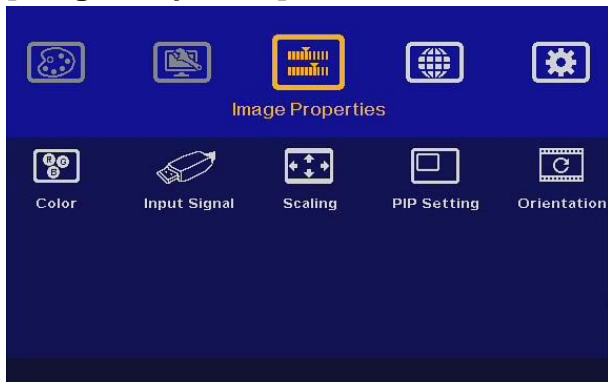 Image Properties
R G B
Color
Input Signal
Scaling
PIP Setting
Orientation